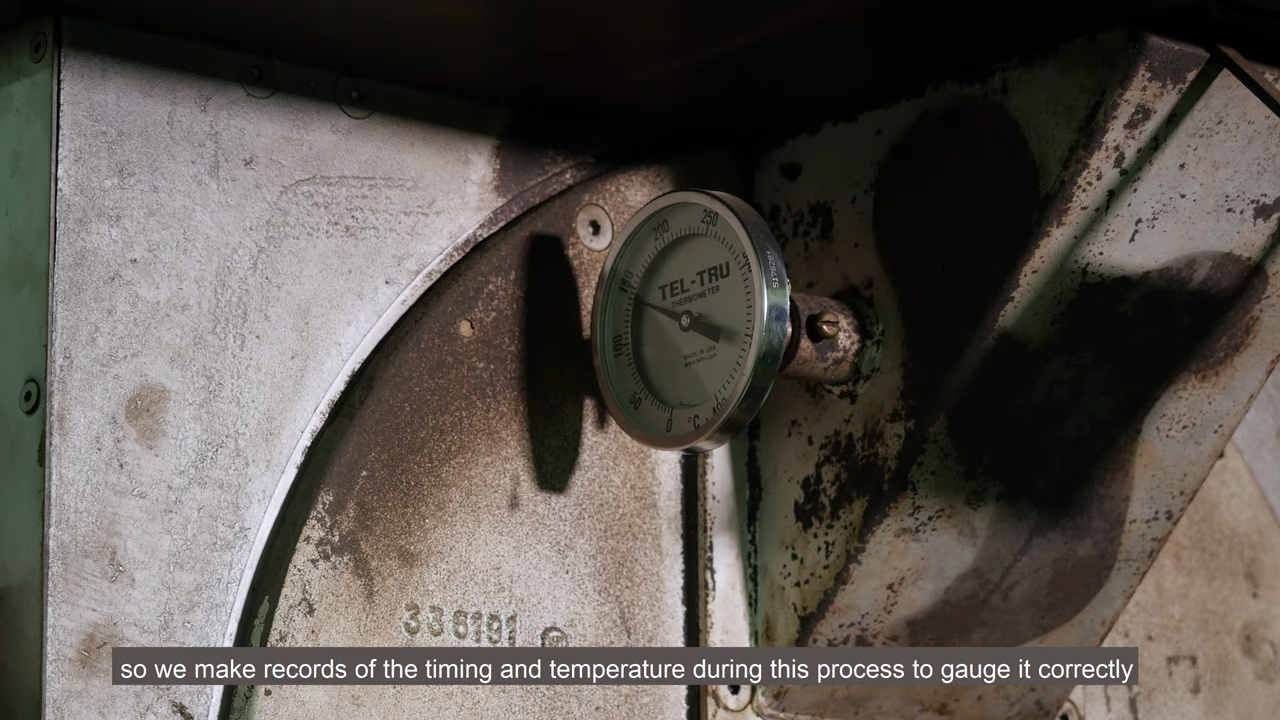 250
200
150
100
50
0
°C
400
TEL-TRU
THERMOMETER
MADE IN USA
336191
so we make records of the timing and temperature during this process to gauge it correctly